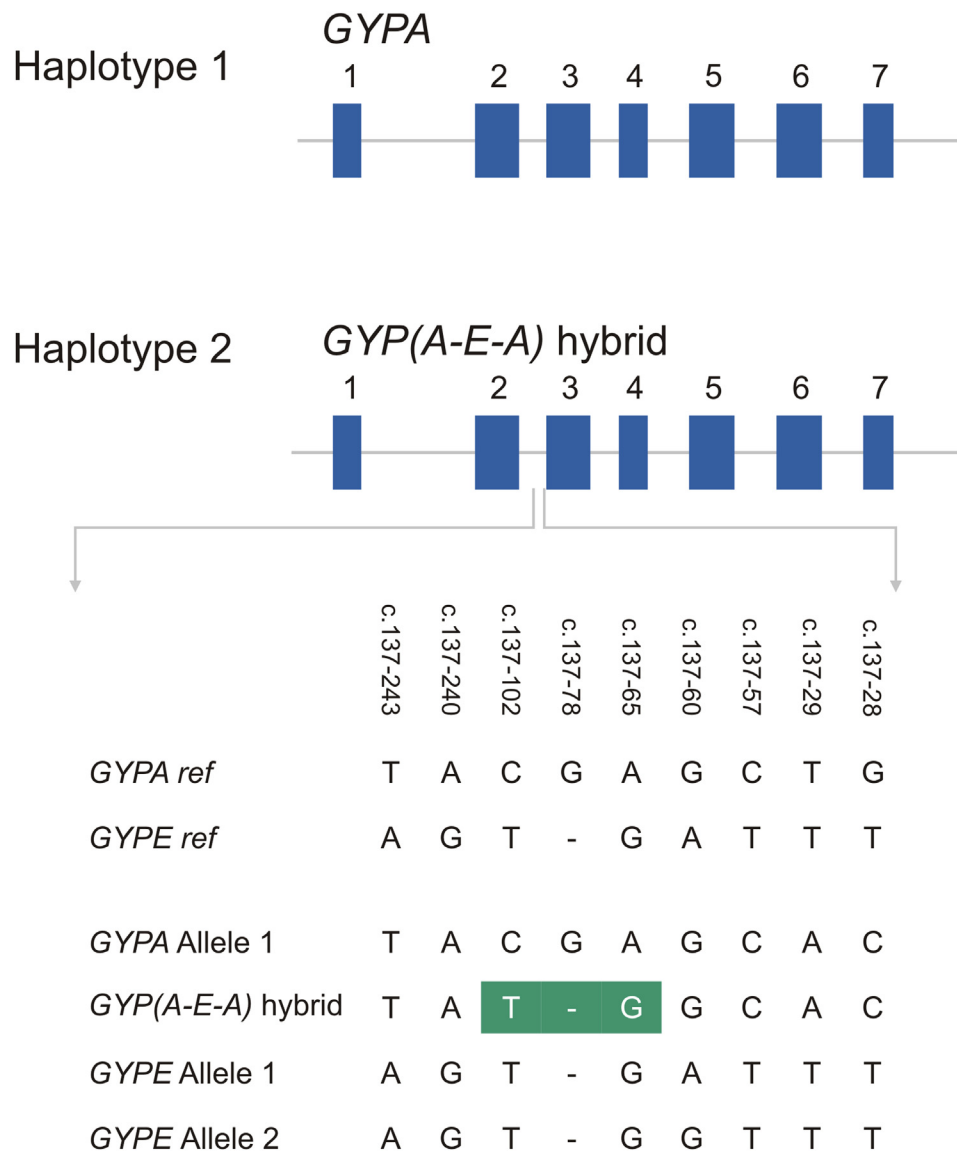 GYPA
Haplotype 1
1 2 3 4 5 6 7
Haplotype 2
GYP(A-E-A) hybrid
1 2 3 4 5 6 7
c.137-243 c.137-240 c.137-102 c.137-78 c.137-65 c.137-60 c.137-57 c.137-29 c.137-28
GYPA ref T A C G A G C T G
GYPE ref A G T - G A T T T
GYPA Allele 1 T A C G A G C A C
GYP(A-E-A) hybrid T A T - G G C A C
GYPE Allele 1 A G T - G A T T T
GYPE Allele 2 A G T - G G T T T